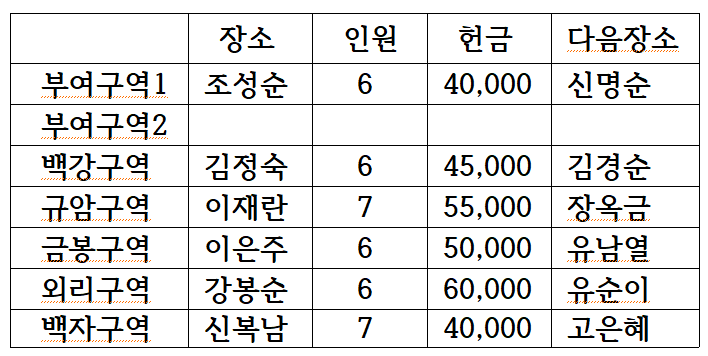 장소 인원 헌금 다음장소
부여구역1 조성순 6 40,000 신명순
부여구역2
백강구역 김정숙 6 45,000 김경순
규암구역 이재란 7 55,000 장옥금
금봉구역 이은주 6 50,000 유남열
외리구역 강봉순 6 60,000 유순이
백자구역 신복남 7 40,000 고은혜